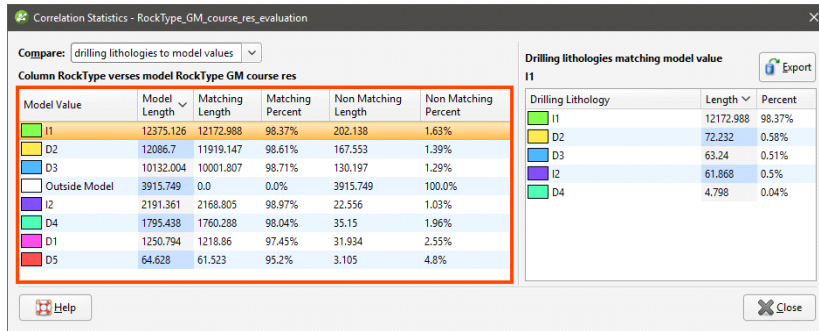 Correlation Statistics - RockType_GM_course_res_evaluation
Compare: drilling lithologies to model values
Column RockType verses model RockType GM course res
Model Value Model Length Matching Length Matching Percent Non Matching Length Non Matching Percent
I1 12375.126 12172.988 98.37% 202.138 1.63%
D2 12086.7 11919.147 98.61% 167.553 1.39%
D3 10132.004 10001.807 98.71% 130.197 1.29%
Outside Model 3915.749 0.0 0.0% 3915.749 100.0%
I2 2191.361 2168.805 98.97% 22.556 1.03%
D4 1795.438 1760.288 98.04% 35.15 1.96%
D1 1250.794 1218.86 97.45% 31.934 2.55%
D5 64.628 61.523 95.2% 3.105 4.8%
Drilling lithologies matching model value
I1
Export
Drilling Lithology Length Percent
I1 12172.988 98.37%
D2 72.232 0.58%
D3 63.24 0.51%
I2 61.868 0.5%
D4 4.798 0.04%
Help
Close